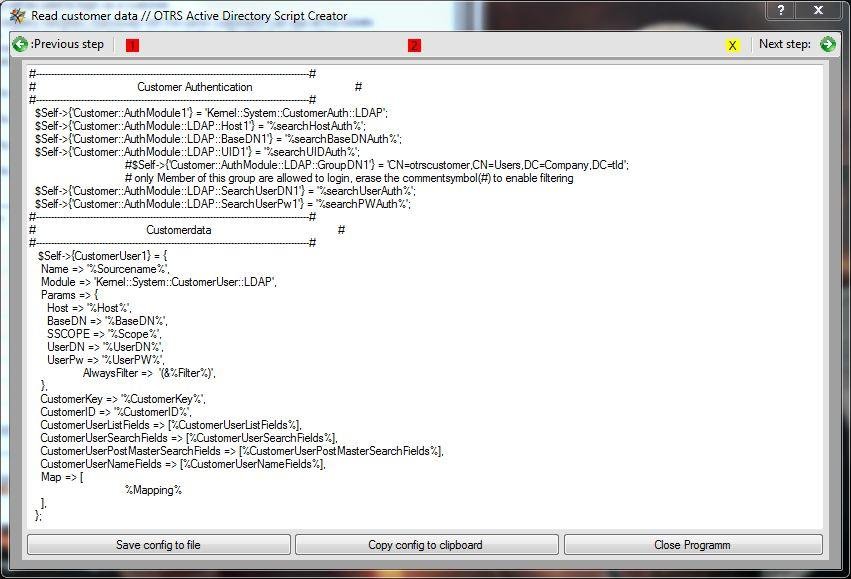 Read customer data // OTRS Active Directory Script Creator
? X
:Previous step 1 2 X Next step:
#------------------------------------------------------------------------------------------#
# Customer Authentication #
#------------------------------------------------------------------------------------------#
$Self->{'Customer::AuthModule1'} = 'Kernel::System::CustomerAuth::LDAP';
$Self->{'Customer::AuthModule::LDAP::Host1'} = '%searchHostAuth%';
$Self->{'Customer::AuthModule::LDAP::BaseDN1'} = '%searchBaseDNAuth%';
$Self->{'Customer::AuthModule::LDAP::UID1'} = '%searchUIDAuth%';
#$Self->{'Customer::AuthModule::LDAP::GroupDN1'} = 'CN=otrscustomer,CN=Users,DC=Company,DC=tld';
# only Member of this group are allowed to login, erase the commentsymbol(#) to enable filtering
$Self->{'Customer::AuthModule::LDAP::SearchUserDN1'} = '%searchUserAuth%';
$Self->{'Customer::AuthModule::LDAP::SearchUserPw1'} = '%searchPWAuth%';
#------------------------------------------------------------------------------------------#
# Customerdata #
#------------------------------------------------------------------------------------------#
$Self->{CustomerUser1} = {
Name => '%Sourcename%',
Module => 'Kernel::System::CustomerUser::LDAP',
Params => {
Host => '%Host%',
BaseDN => '%BaseDN%',
SSCOPE => '%Scope%',
UserDN => '%UserDN%',
UserPw => '%UserPW%',
AlwaysFilter => '(&%Filter%)',
},
CustomerKey => '%CustomerKey%',
CustomerID => '%CustomerID%',
CustomerUserListFields => [%CustomerUserListFields%],
CustomerUserSearchFields => [%CustomerUserSearchFields%],
CustomerUserPostMasterSearchFields => [%CustomerUserPostMasterSearchFields%],
CustomerUserNameFields => [%CustomerUserNameFields%],
Map => [
%Mapping%
],
};
Save config to file Copy config to clipboard Close Programm